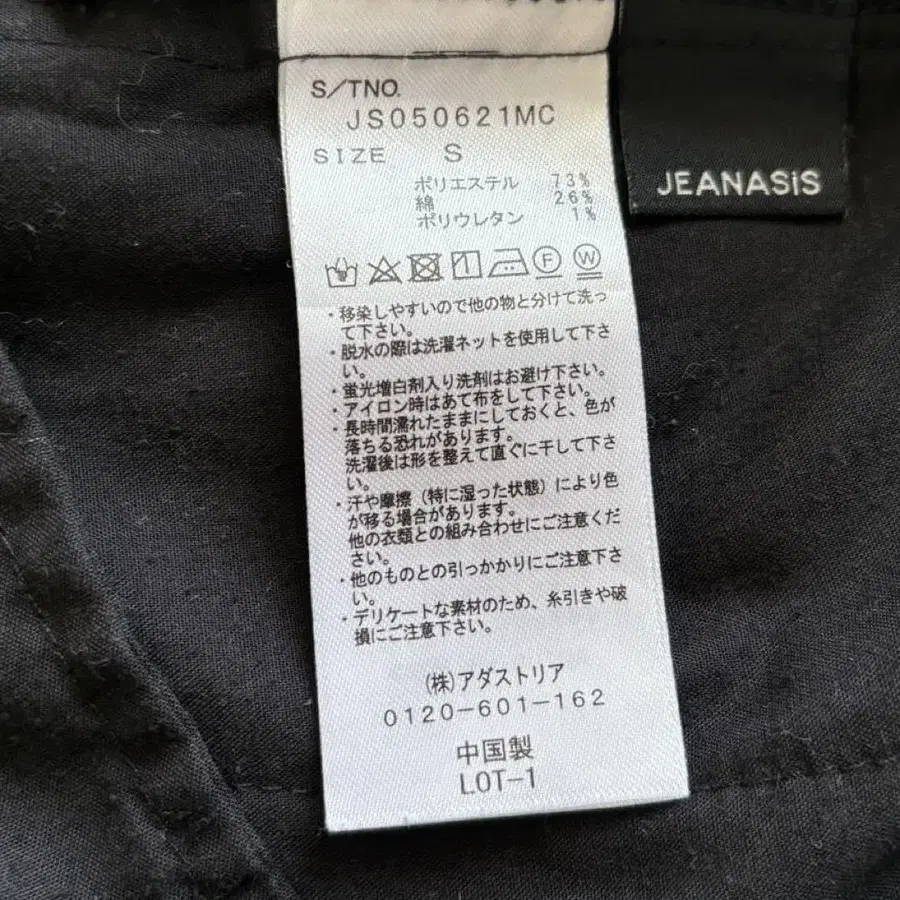 S/TNO.
JS050621MC
SIZE S
ポリエステル 73%
綿 26%
ポリウレタン 1%
F W
JEANASiS
・移染しやすいので他の物と分けて洗っ
て下さい。
・脱水の際は洗濯ネットを使用して下さ
い。
・蛍光増白剤入り洗剤はお避け下さい。
・アイロン時はあて布をして下さい。
・長時間濡れたままにしておくと、色が
落ちる恐れがあります。
洗濯後は形を整えて直ぐに干して下さ
い。
・汗や摩擦（特に湿った状態）により色
が移る場合があります。
他の衣類との組み合わせにご注意くだ
さい。
・他のものとの引っかかりにご注意下さ
い。
・デリケートな素材のため、糸引きや破
損にご注意下さい。
(株)アダストリア
0120-601-162
中国製
LOT-1